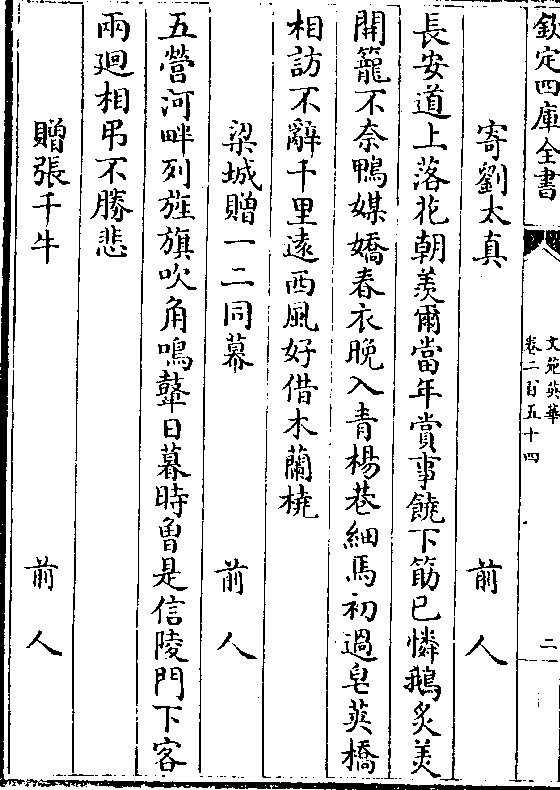 欽定四庫全書
文苑英華
卷二百五十四
二
寄劉太真
前人
長安道上落花朝羨爾當年賞事饒下筯已憐鵝炙美
開籠不奈鴨媒嬌春衣晚入青楊巷細馬初過皂莢橋
相訪不辭千里遠西風好借木蘭橈
梁城贈一二同幕
前人
五營河畔列旌旗吹角鳴鼙日暮時曾是信陵門下客
兩迴相弔不勝悲
贈張千牛
前人